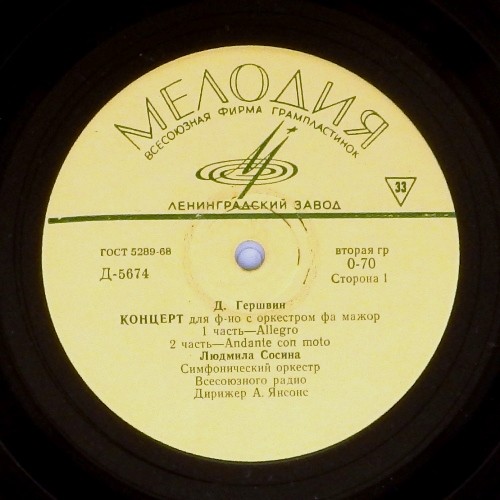 МЕЛОДИЯ
ВСЕСОЮЗНАЯ ФИРМА ГРАМПЛАСТИНОК
ЛЕНИНГРАДСКИЙ ЗАВОД
33
ГОСТ 5289-68
Д-5674
вторая гр
0-70
Сторона 1
Д. Гершвин
КОНЦЕРТ для ф-но с оркестром фа мажор
1 часть—Allegro
2 часть—Andante con moto
Людмила Сосина
Симфонический оркестр
Всесоюзного радио
Дирижер А. Янсонс